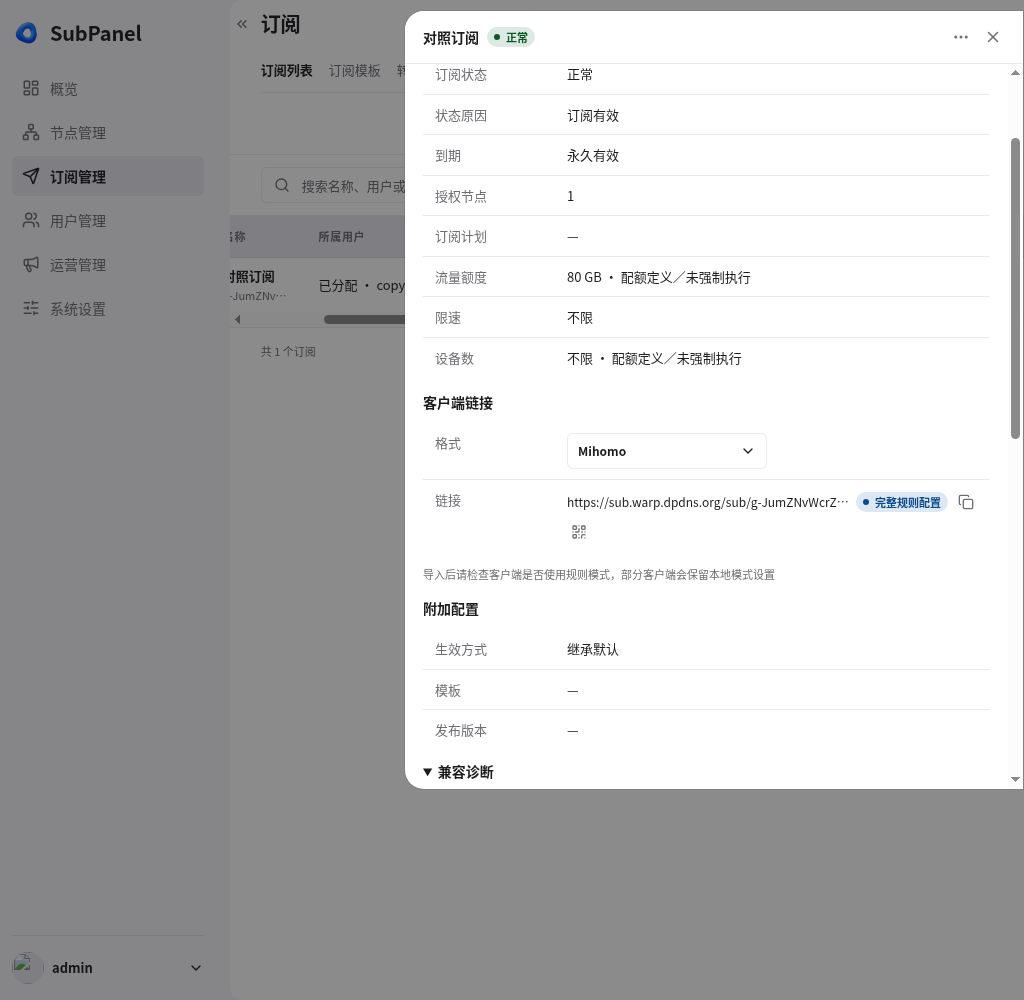 SubPanel
概览
节点管理
订阅管理
用户管理
运营管理
系统设置
admin
订阅
订阅列表 订阅模板
搜索名称、用户或
名称 所属用户
对照订阅
-JumZNv…
已分配 · copy
共 1 个订阅
对照订阅 正常
订阅状态 正常
状态原因 订阅有效
到期 永久有效
授权节点 1
订阅计划 —
流量额度 80 GB · 配额定义／未强制执行
限速 不限
设备数 不限 · 配额定义／未强制执行
客户端链接
格式 Mihomo
链接 https://sub.warp.dpdns.org/sub/g-JumZNvWcrZ… 完整规则配置
导入后请检查客户端是否使用规则模式，部分客户端会保留本地模式设置
附加配置
生效方式 继承默认
模板 —
发布版本 —
兼容诊断